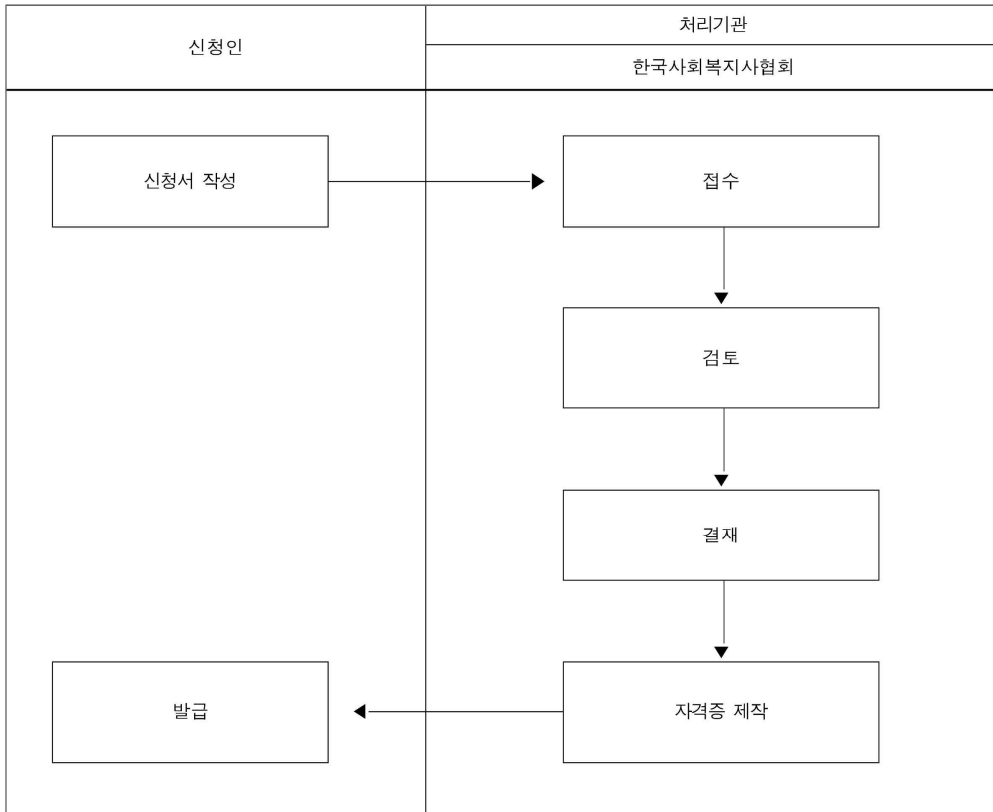 신청인
처리기관
한국사회복지사협회
신청서 작성
접수
검토
결재
발급
자격증 제작